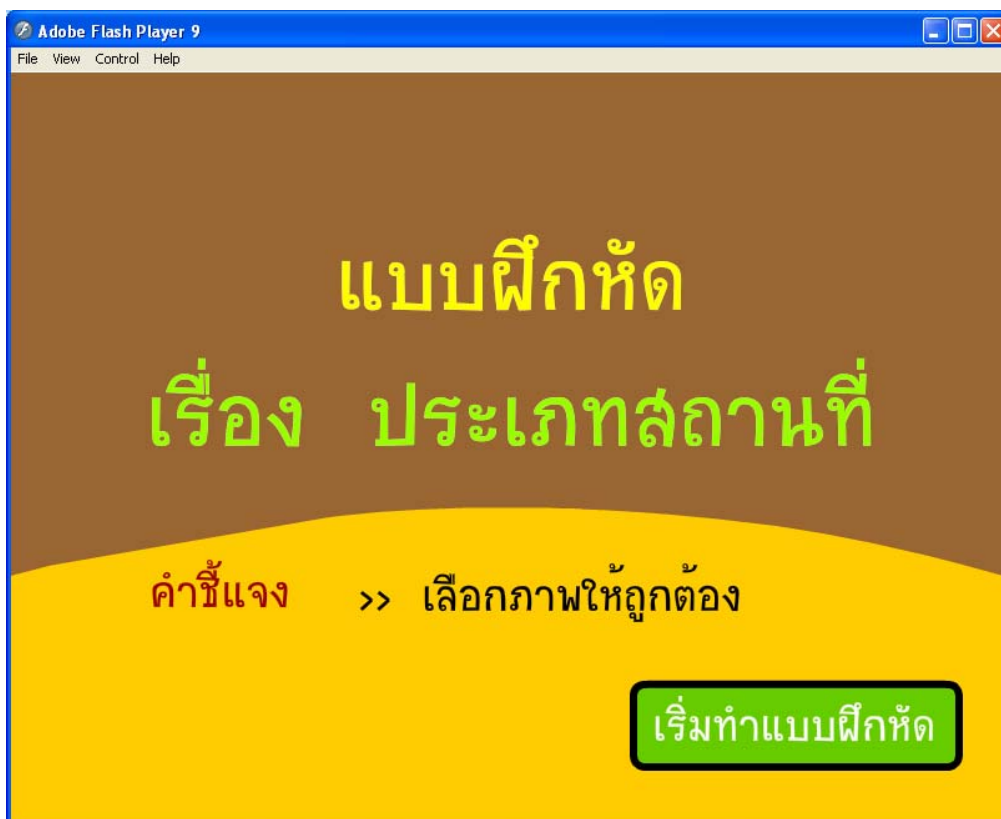 Adobe Flash Player 9
File View Control Help
แบบฝึกหัด
เรื่อง ประเภทสถานที่
คำชี้แจง >> เลือกภาพให้ถูกต้อง
เริ่มทำแบบฝึกหัด